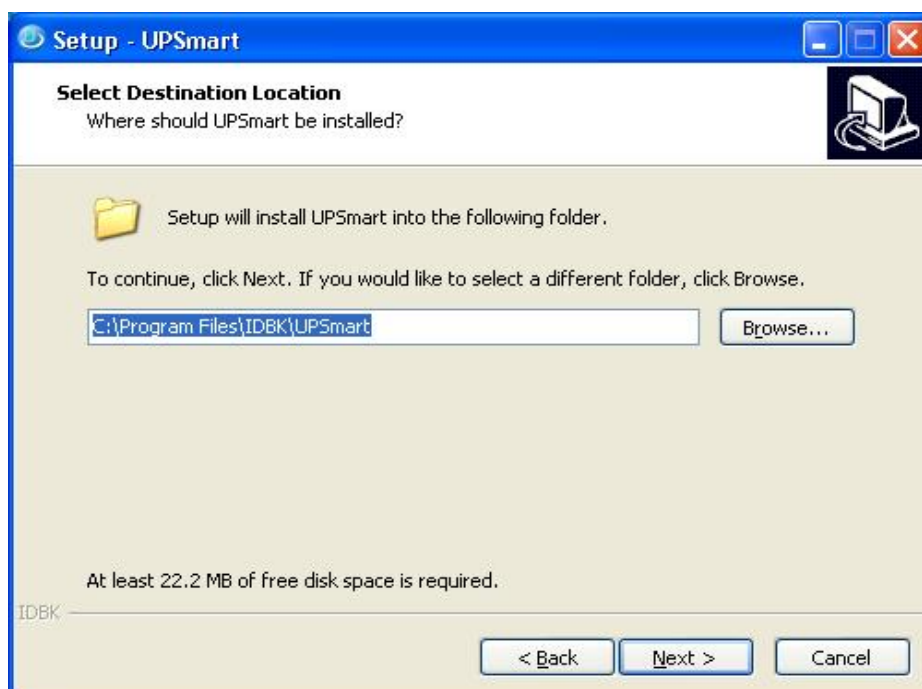 Setup - UPSmart
Select Destination Location
Where should UPSmart be installed?
Setup will install UPSmart into the following folder.
To continue, click Next. If you would like to select a different folder, click Browse.
C:\Program Files\IDBK\UPSmart
Browse...
At least 22.2 MB of free disk space is required.
IDBK
< Back
Next >
Cancel